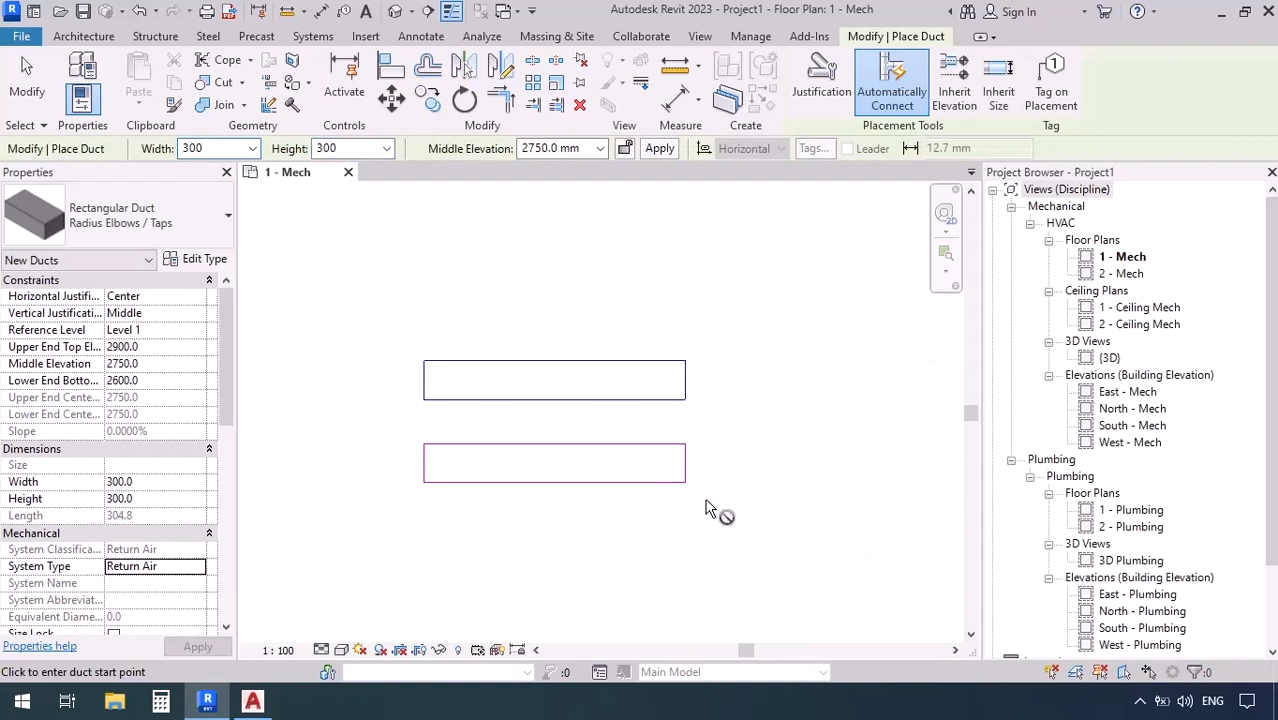 Autodesk Revit 2023 - Project1 - Floor Plan: 1 - Mech
Sign In
File Architecture Structure Steel Precast Systems Insert Annotate Analyze Massing & Site Collaborate View Manage Add-Ins Modify | Place Duct
Modify
Properties
Paste
Cope
Cut
Join
Activate
Justification
Automatically Connect
Inherit Elevation
Inherit Size
Tag on Placement
Select Properties Clipboard Geometry Controls Modify View Measure Create Placement Tools Tag
Modify | Place Duct Width: 300 Height: 300 Middle Elevation: 2750.0 mm Apply Horizontal Tags... Leader 12.7 mm
Properties
1 - Mech
Project Browser - Project1
Rectangular Duct
Radius Elbows / Taps
New Ducts Edit Type
Constraints
Horizontal Justifi... Center
Vertical Justificati... Middle
Reference Level Level 1
Upper End Top El... 2900.0
Middle Elevation 2750.0
Lower End Botto... 2600.0
Upper End Cente... 2750.0
Lower End Cente... 2750.0
Slope 0.0000%
Dimensions
Size
Width 300.0
Height 300.0
Length 304.8
Mechanical
System Classifica... Return Air
System Type Return Air
System Name
System Abbreviat...
Equivalent Diame... 0.0
Size Lock
Properties help Apply
2D
Views (Discipline)
Mechanical
HVAC
Floor Plans
1 - Mech
2 - Mech
Ceiling Plans
1 - Ceiling Mech
2 - Ceiling Mech
3D Views
{3D}
Elevations (Building Elevation)
East - Mech
North - Mech
South - Mech
West - Mech
Plumbing
Plumbing
Floor Plans
1 - Plumbing
2 - Plumbing
3D Views
3D Plumbing
Elevations (Building Elevation)
East - Plumbing
North - Plumbing
South - Plumbing
West - Plumbing
1 : 100
Click to enter duct start point :0 Main Model :0
ENG